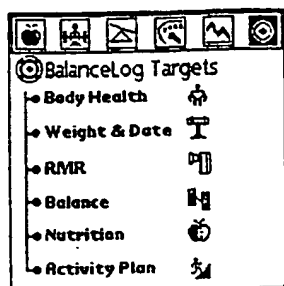 BalanceLog Targets
Body Health
Weight & Date
RMR
Balance
Nutrition
Activity Plan